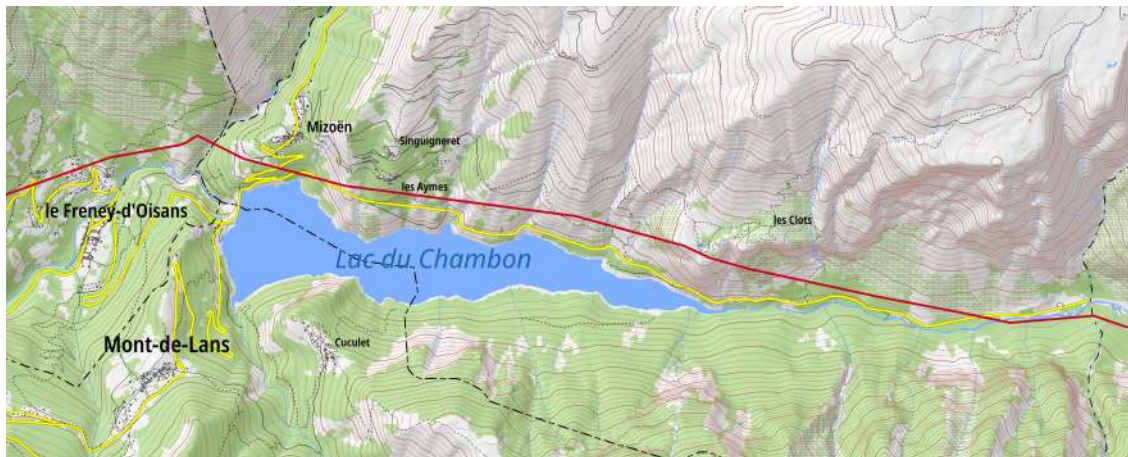 Mizoën
Singuigneret
les Aymes
le Freney-d'Oisans
les Clots
Lac du Chambon
Mont-de-Lans
Cuculet